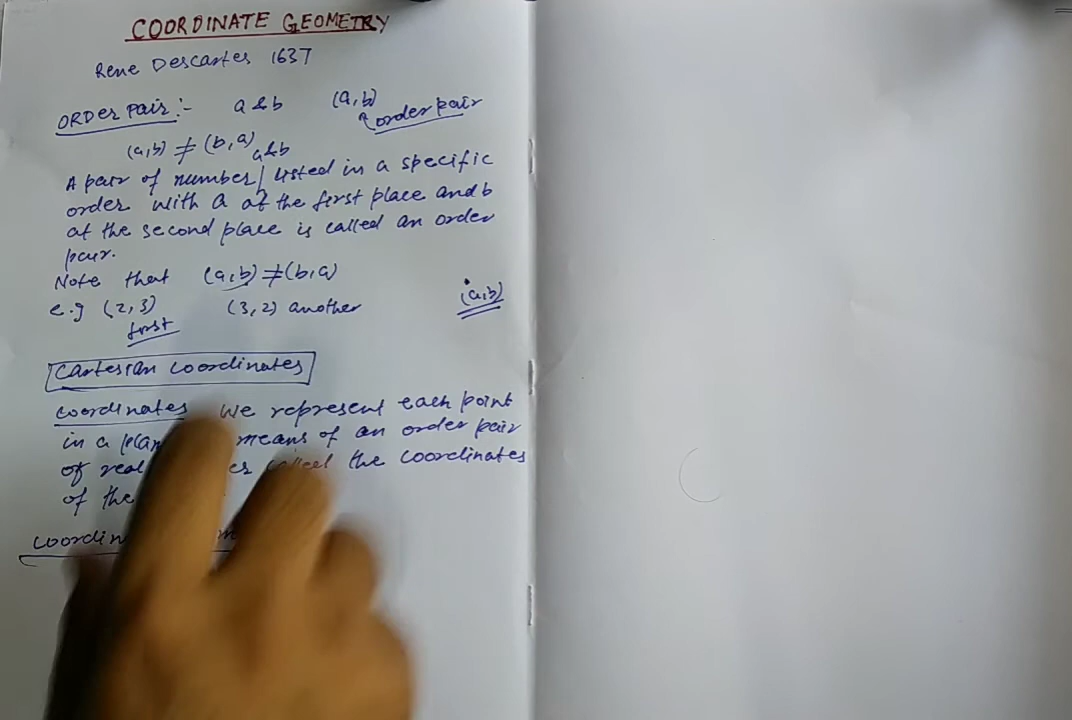 COORDINATE GEOMETRY
Rene Descartes 1637
ORDER PAIR :- a & b (a,b)
order pair
(a,b) ≠ (b,a) a&b
A pair of number / listed in a specific
order with a at the first place and b
at the second place is called an order
pair.
Note that (a,b) ≠ (b,a)
e.g (2,3) (3,2) another (a,b)
first
Cartesian coordinates
coordinates we represent each point
in a means of an order pair
of real the coordinates
of the